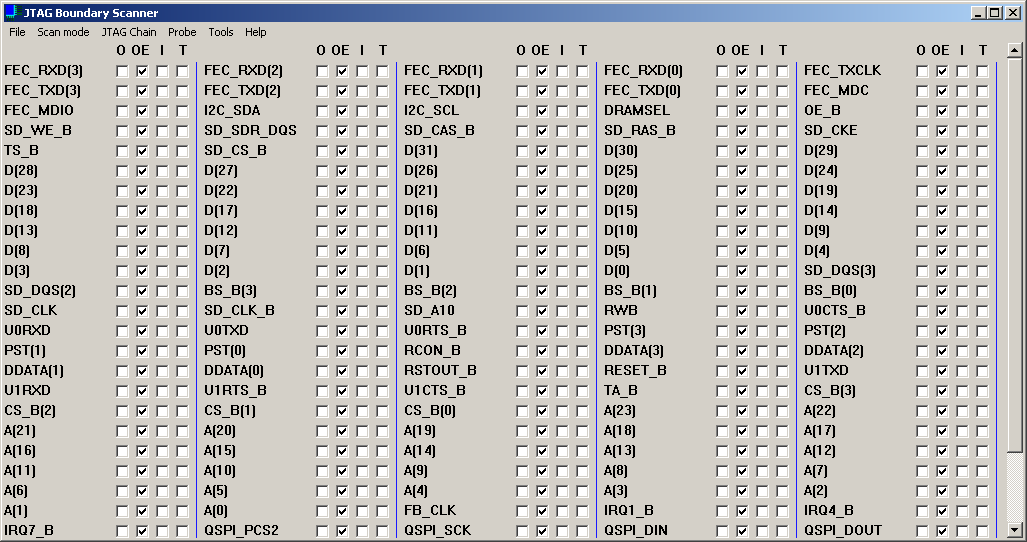 JTAG Boundary Scanner
File Scan mode JTAG Chain Probe Tools Help
O OE I T O OE I T O OE I T O OE I T O OE I T
FEC_RXD(3) FEC_RXD(2) FEC_RXD(1) FEC_RXD(0) FEC_TXCLK
FEC_TXD(3) FEC_TXD(2) FEC_TXD(1) FEC_TXD(0) FEC_MDC
FEC_MDIO I2C_SDA I2C_SCL DRAMSEL OE_B
SD_WE_B SD_SDR_DQS SD_CAS_B SD_RAS_B SD_CKE
TS_B SD_CS_B D(31) D(30) D(29)
D(28) D(27) D(26) D(25) D(24)
D(23) D(22) D(21) D(20) D(19)
D(18) D(17) D(16) D(15) D(14)
D(13) D(12) D(11) D(10) D(9)
D(8) D(7) D(6) D(5) D(4)
D(3) D(2) D(1) D(0) SD_DQS(3)
SD_DQS(2) BS_B(3) BS_B(2) BS_B(1) BS_B(0)
SD_CLK SD_CLK_B SD_A10 RWB U0CTS_B
U0RXD U0TXD U0RTS_B PST(3) PST(2)
PST(1) PST(0) RCON_B DDATA(3) DDATA(2)
DDATA(1) DDATA(0) RSTOUT_B RESET_B U1TXD
U1RXD U1RTS_B U1CTS_B TA_B CS_B(3)
CS_B(2) CS_B(1) CS_B(0) A(23) A(22)
A(21) A(20) A(19) A(18) A(17)
A(16) A(15) A(14) A(13) A(12)
A(11) A(10) A(9) A(8) A(7)
A(6) A(5) A(4) A(3) A(2)
A(1) A(0) FB_CLK IRQ1_B IRQ4_B
IRQ7_B QSPI_PCS2 QSPI_SCK QSPI_DIN QSPI_DOUT